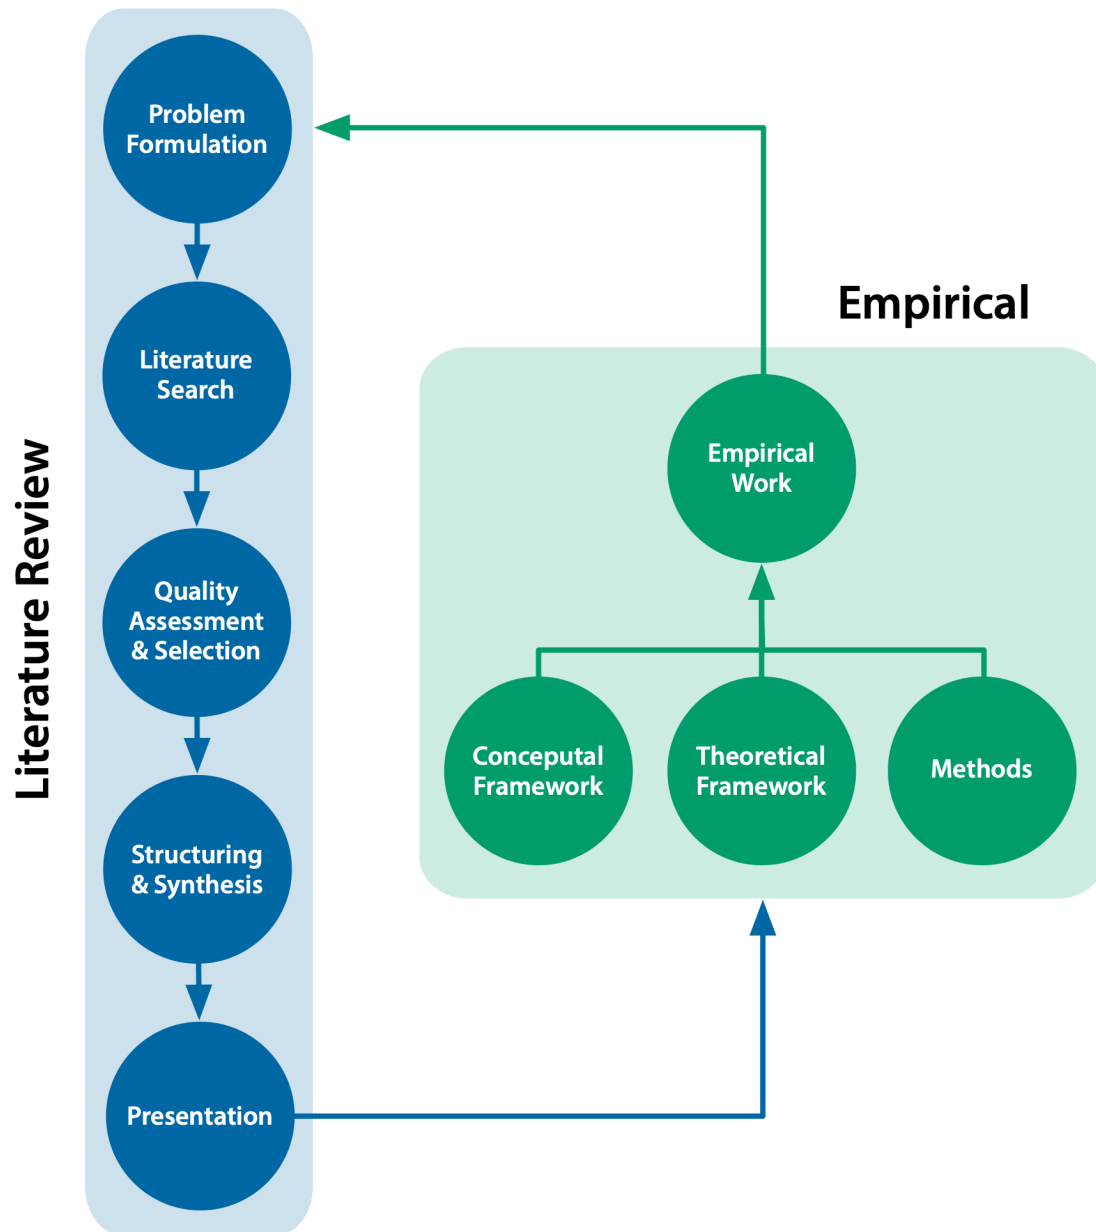 Literature Review
Problem
Formulation
Literature
Search
Quality
Assessment
& Selection
Structuring
& Synthesis
Presentation
Empirical
Empirical
Work
Conceputal
Framework
Theoretical
Framework
Methods